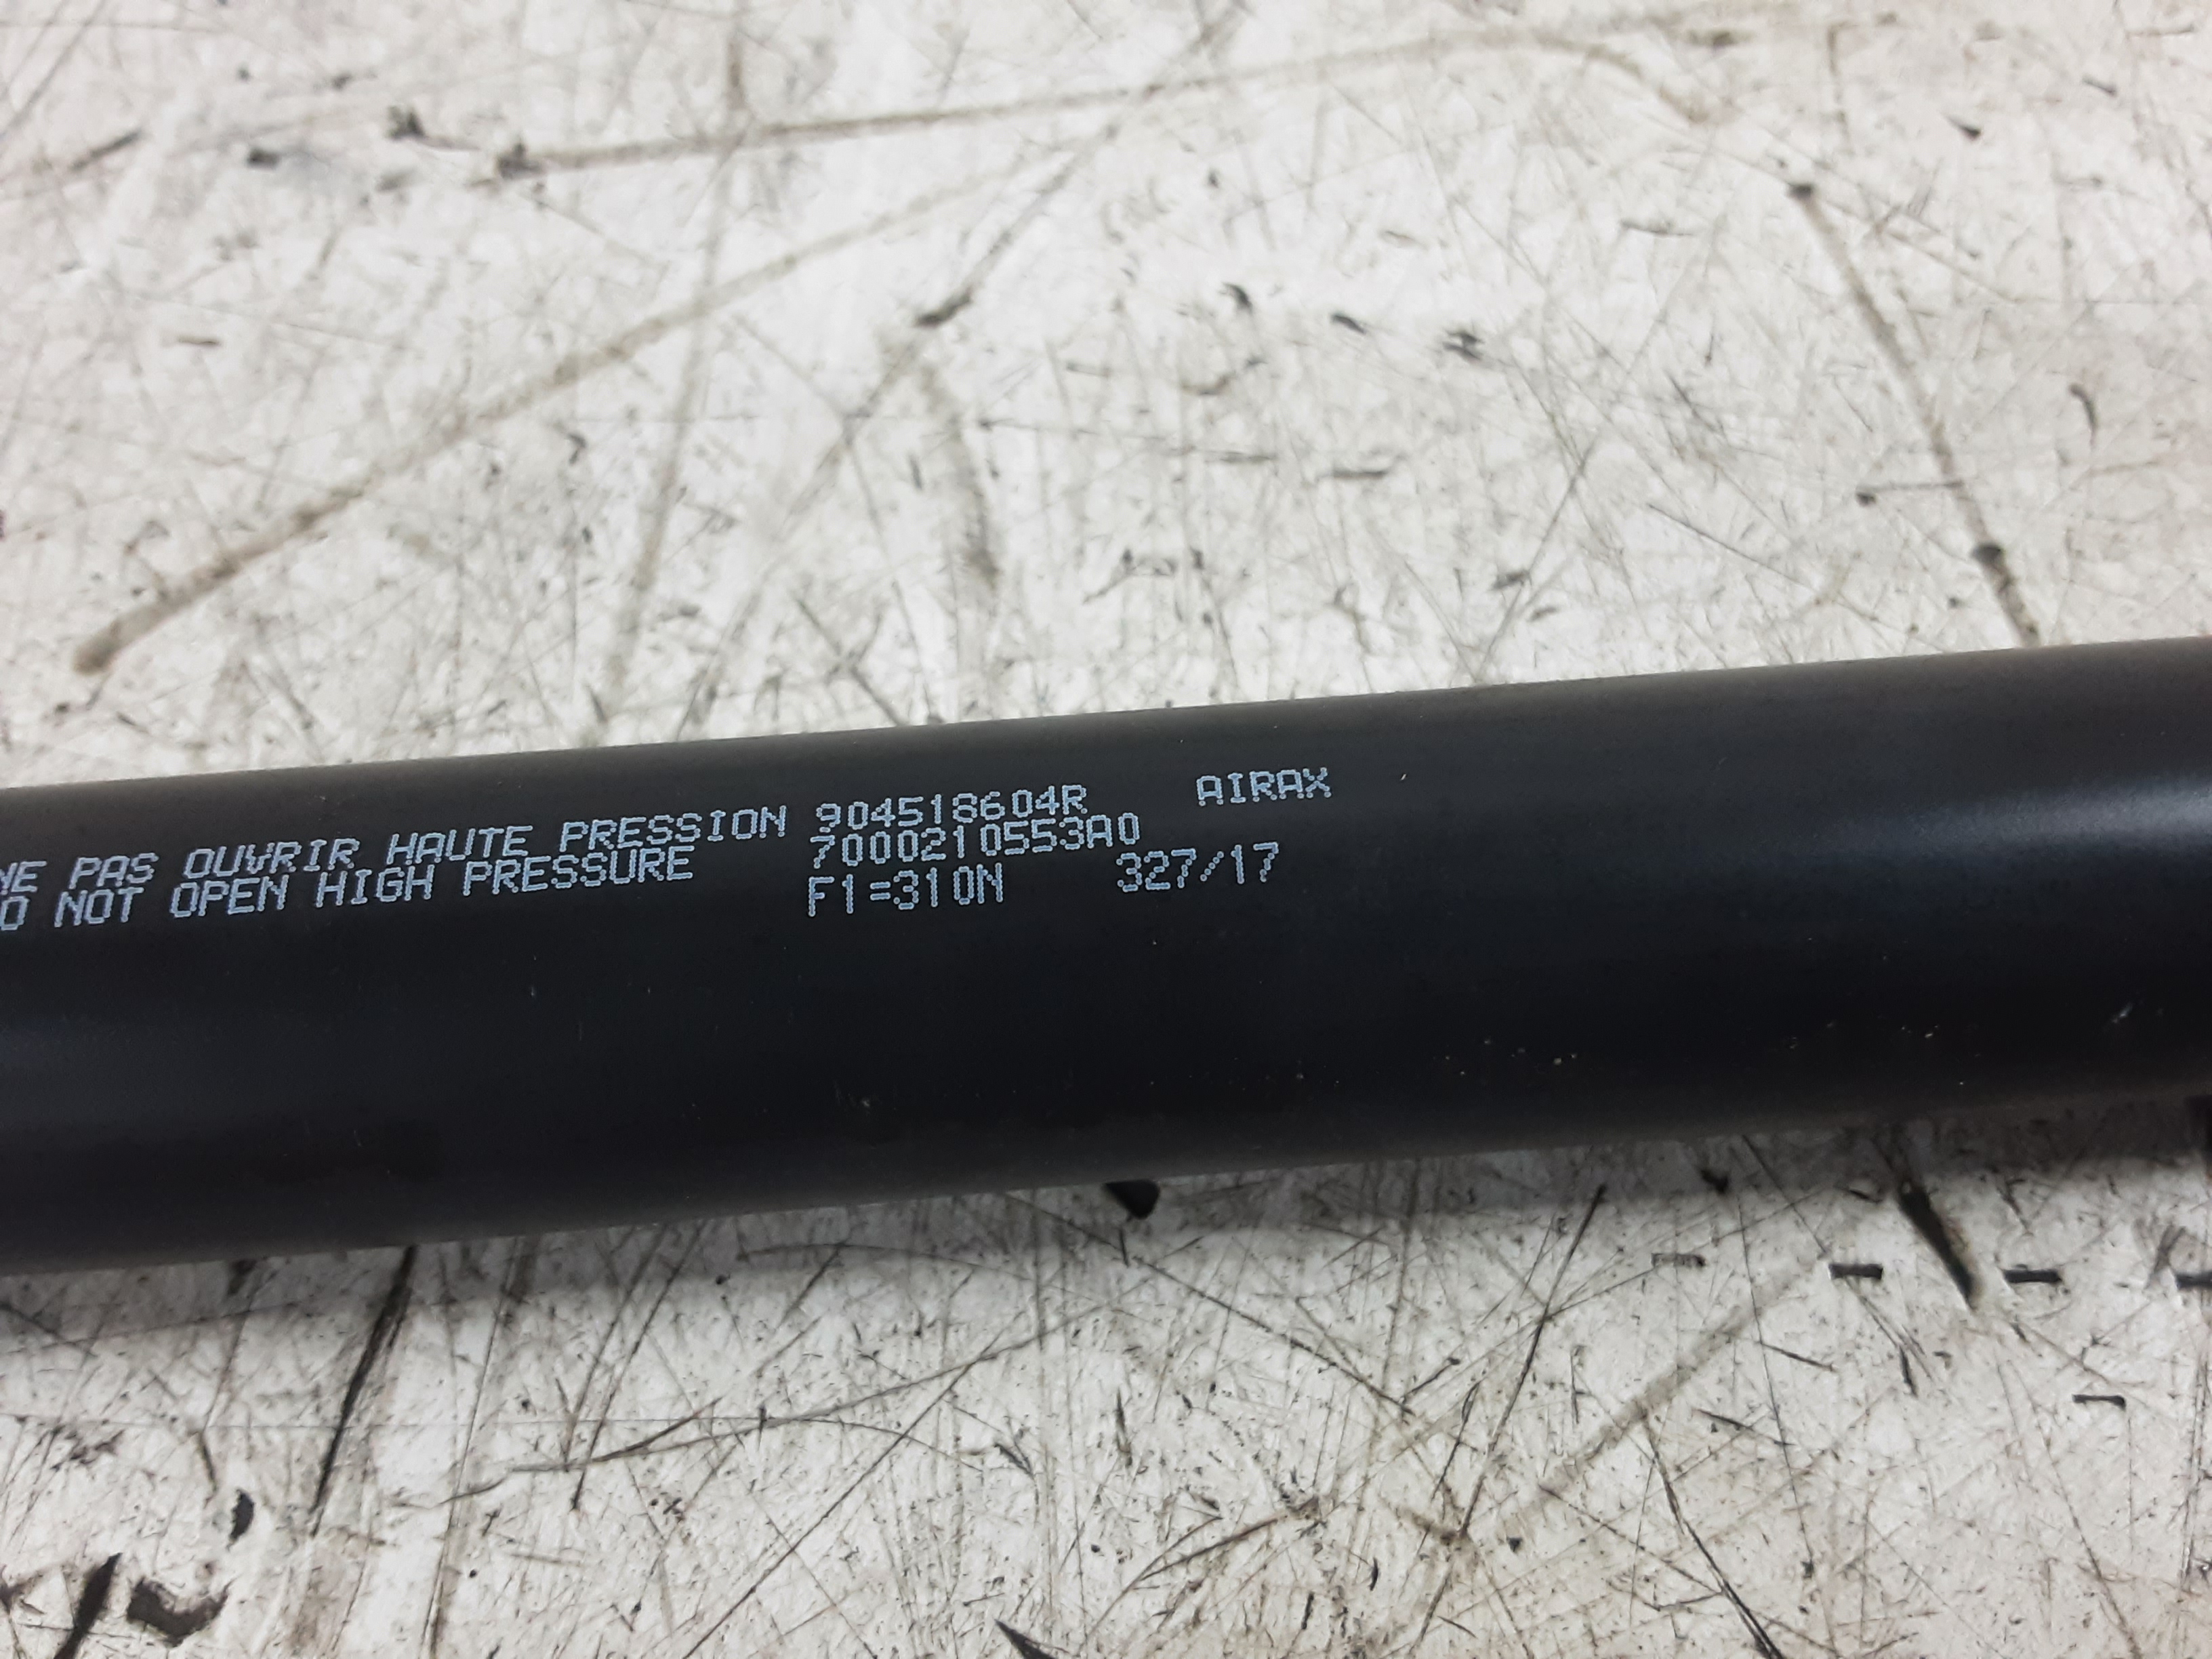 NE PAS OUVRIR HAUTE PRESSION 904518604R AIRAX
DO NOT OPEN HIGH PRESSURE 7000210553A0
F1=310N 327/17